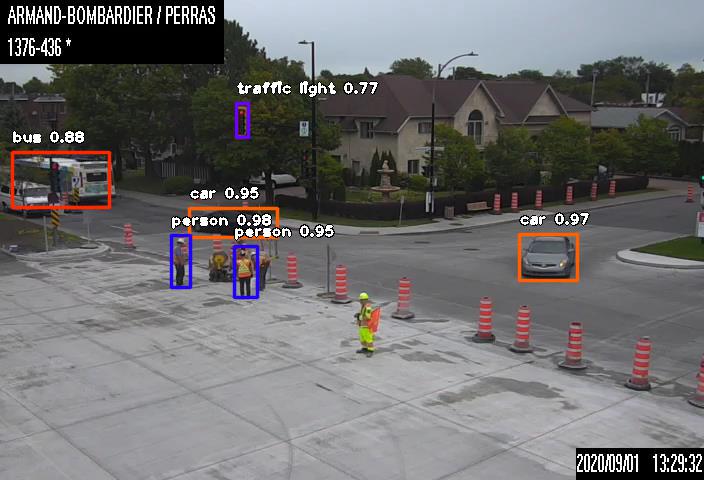 ARMAND-BOMBARDIER / PERRAS
1376-436 *
traffic light 0.77
bus 0.88
car 0.95
person 0.98
person 0.95
car 0.97
2020/09/01 13:29:32